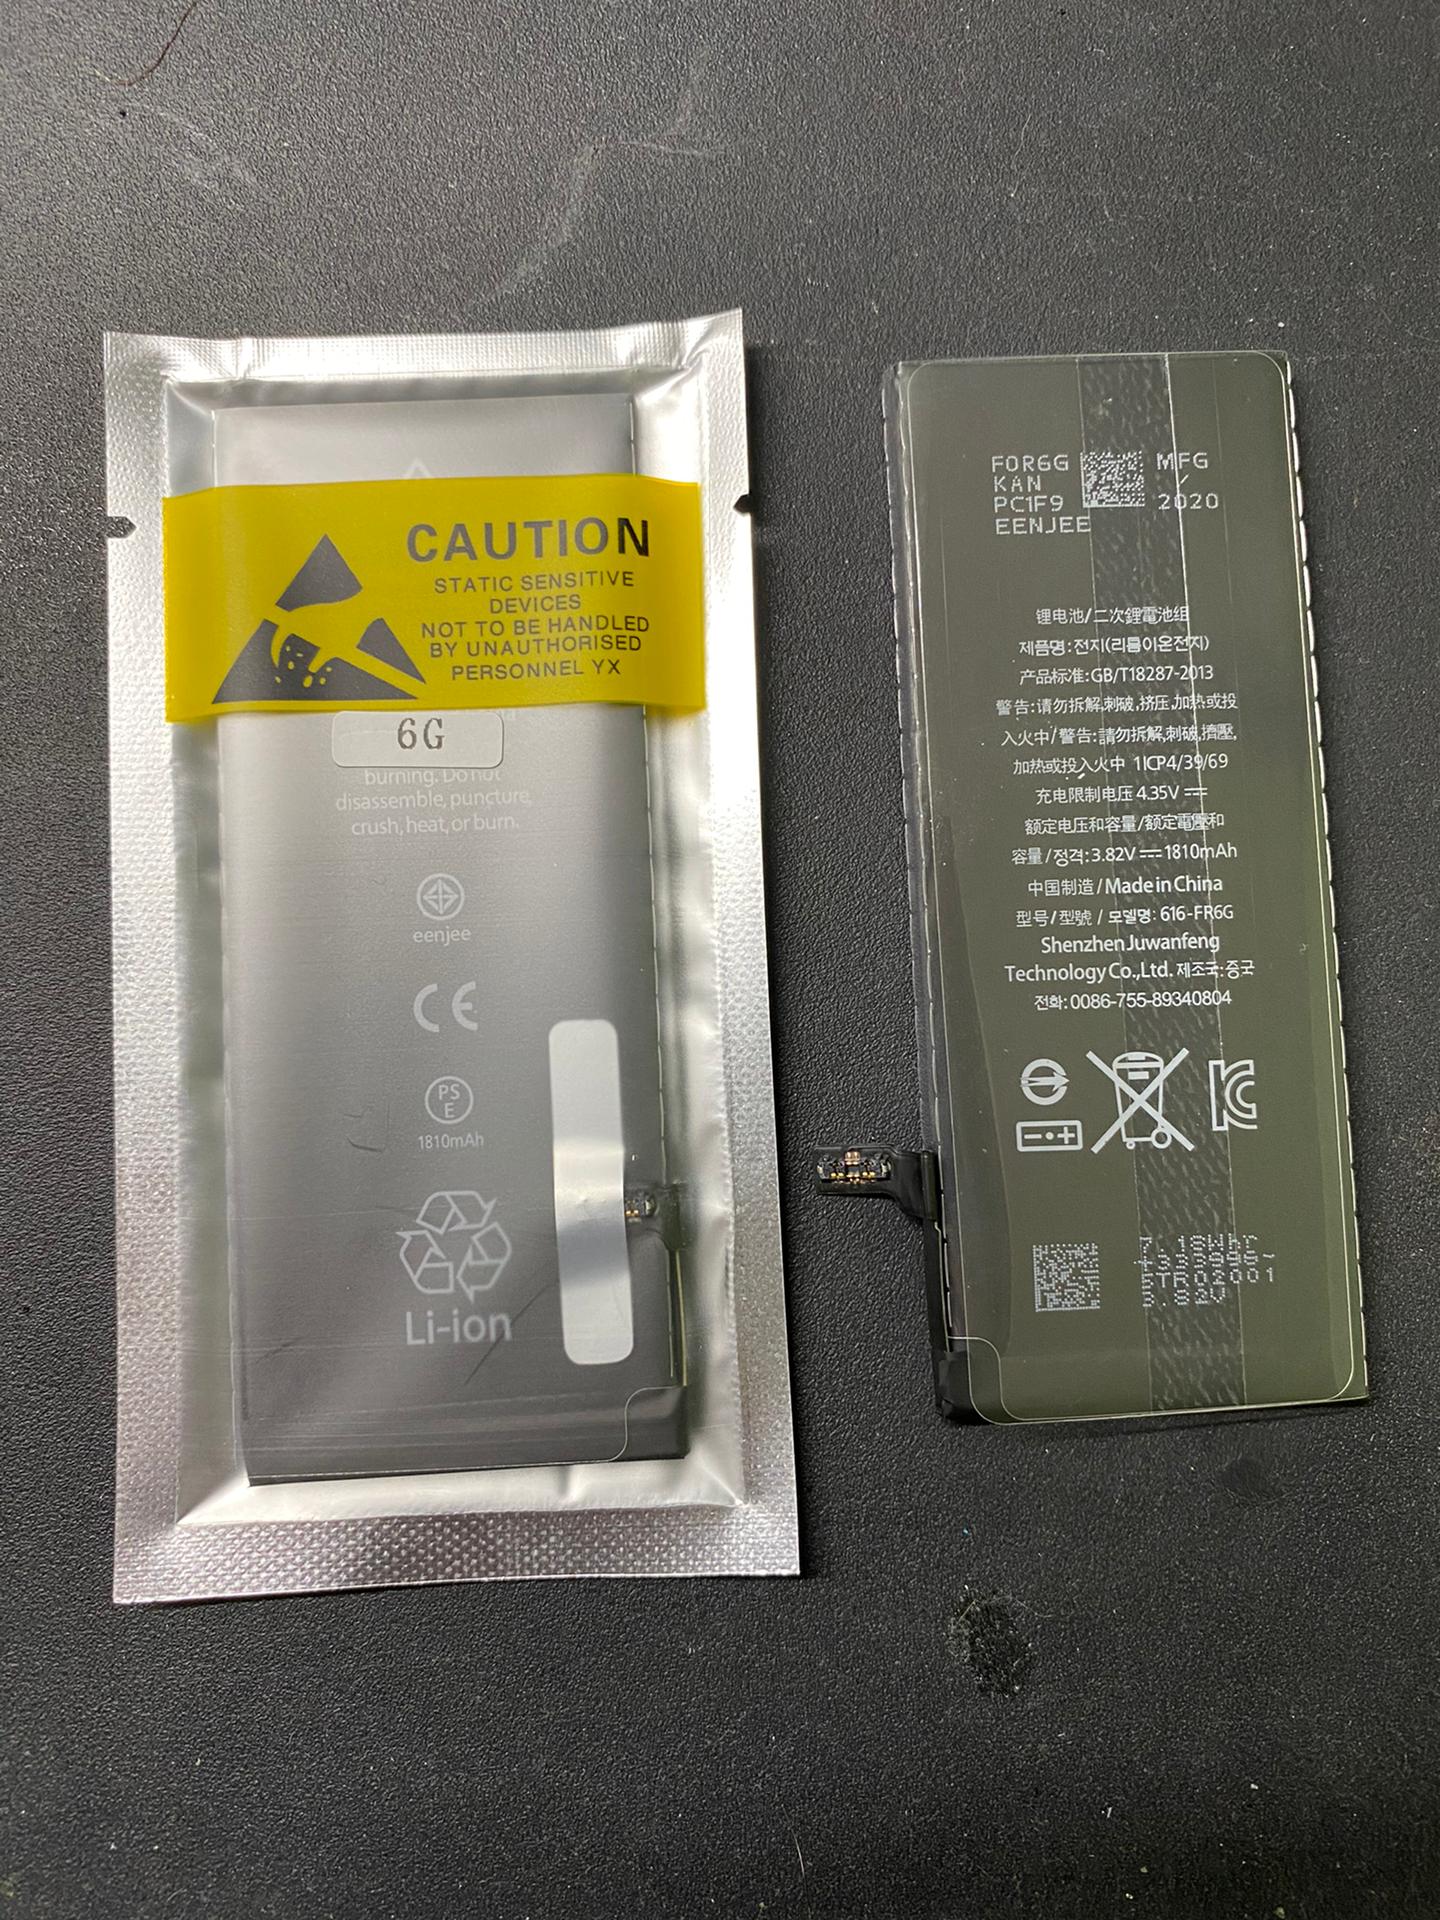 CAUTION
STATIC SENSITIVE
DEVICES
NOT TO BE HANDLED
BY UNAUTHORISED
PERSONNEL YX
6G
burning. Do not
disassemble, puncture,
crush, heat, or burn.
eenjee
CE
PS
E
1810mAh
Li-ion
FOR6G
KAN
PC1F9
EENJEE
MFG
/
2020
锂电池/二次鋰電池组
제품명:전지(리튬이온전지)
产品标准:GB/T18287-2013
警告:请勿拆解,刺破,挤压,加热或投
入火中/警告:請勿拆解,刺破,擠壓,
加热或投入火中 1ICP4/39/69
充电限制电压 4.35V ⎓
额定电压和容量/额定電壓和
容量/정격:3.82V ⎓ 1810mAh
中国制造/Made in China
型号/型號 / 모델명: 616-FR6G
Shenzhen Juwanfeng
Technology Co.,Ltd. 제조국:중국
전화: 0086-755-89340804
7.18Whr
5TR02001
3.82V